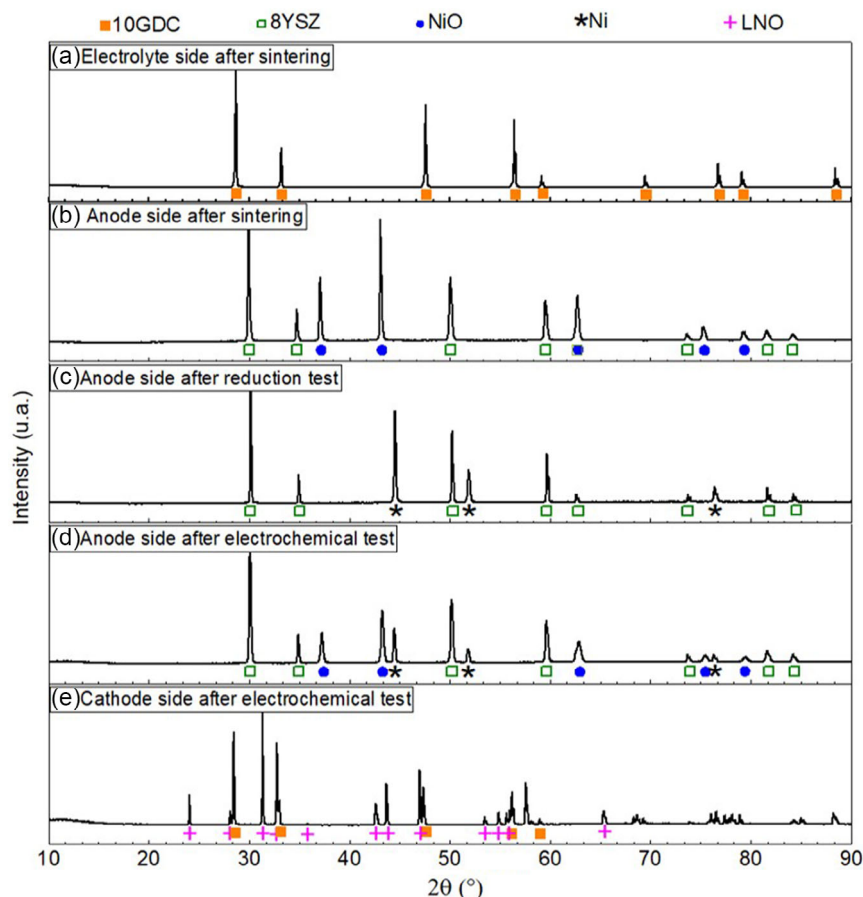 10GDC 8YSZ NiO *Ni + LNO
(a) Electrolyte side after sintering
(b) Anode side after sintering
(c) Anode side after reduction test
(d) Anode side after electrochemical test
(e) Cathode side after electrochemical test
Intensity (u.a.)
10 20 30 40 50 60 70 80 90
2θ (°)